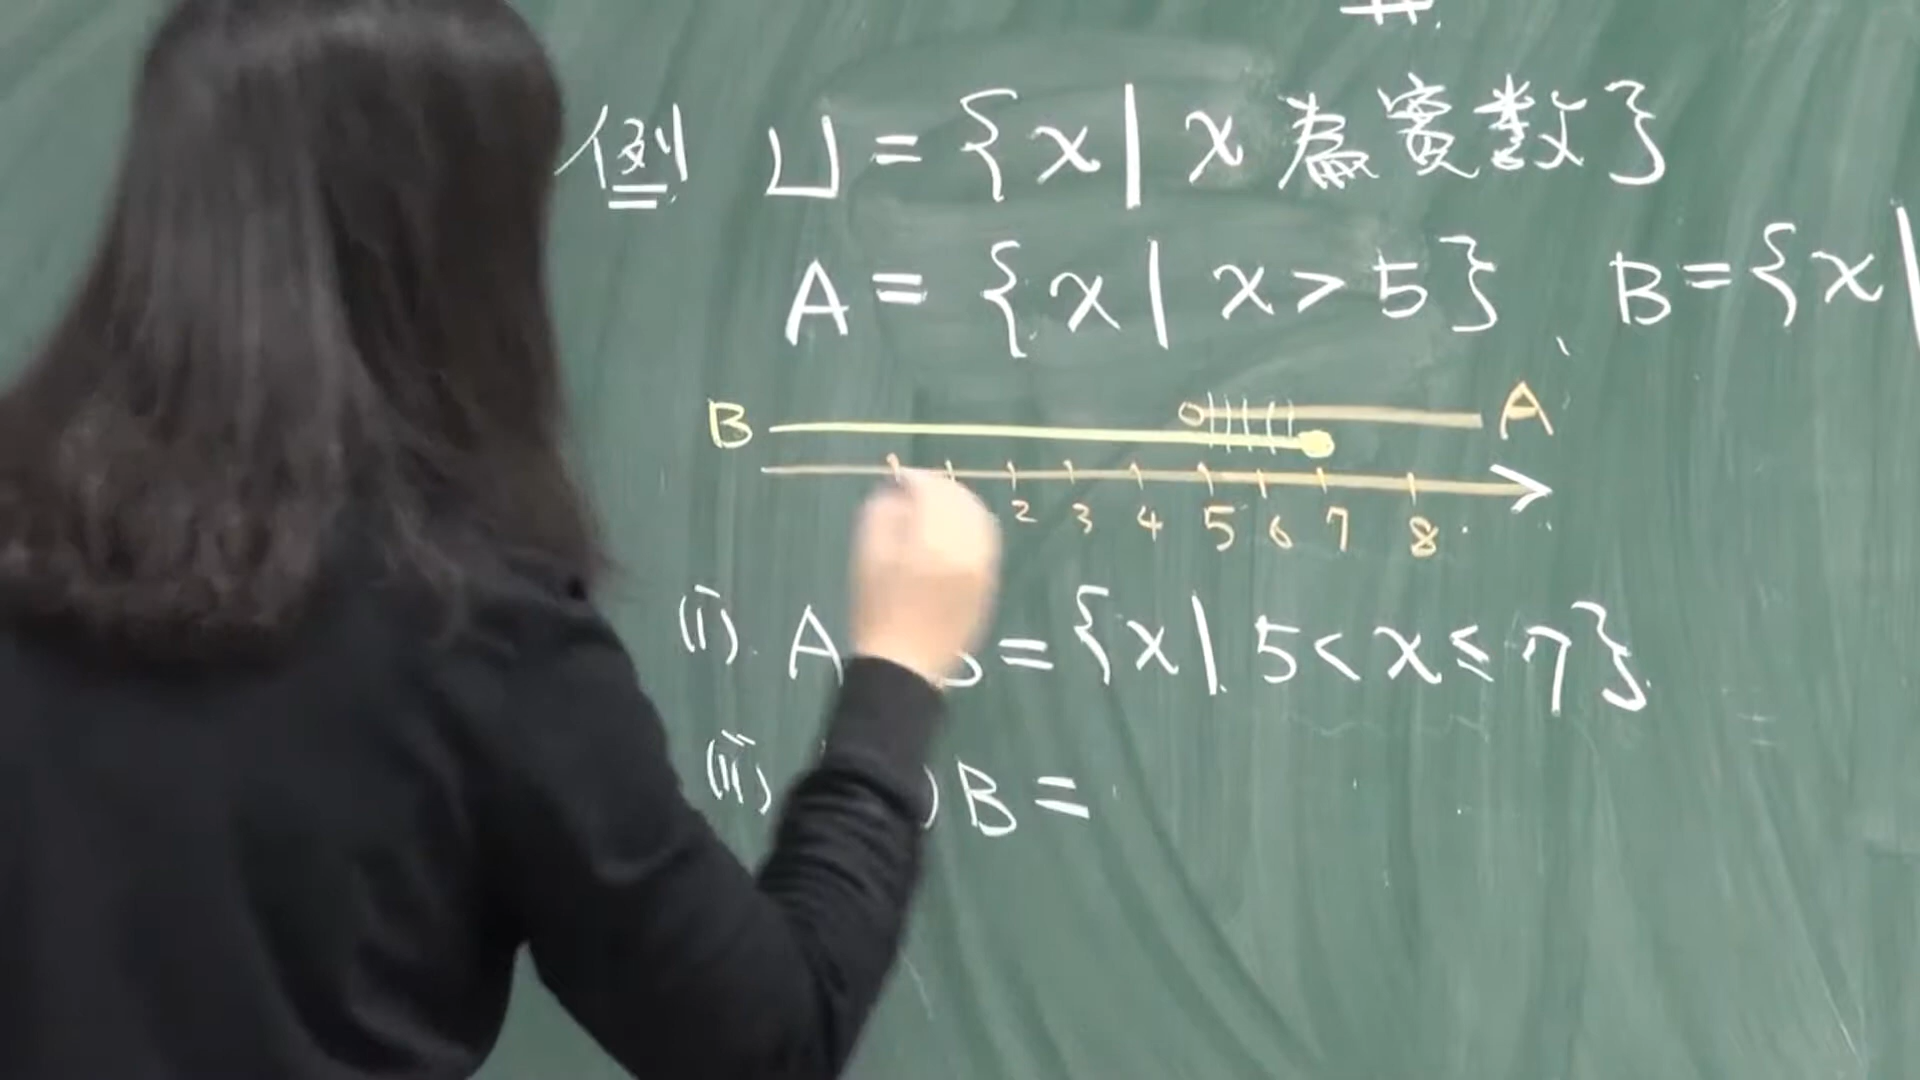 例 U = {x | x 為實數}
A = {x | x > 5}、 B = {x |
B A
2 3 4 5 6 7 8
(i). A = {x | 5 < x ≤ 7}
(ii) B =